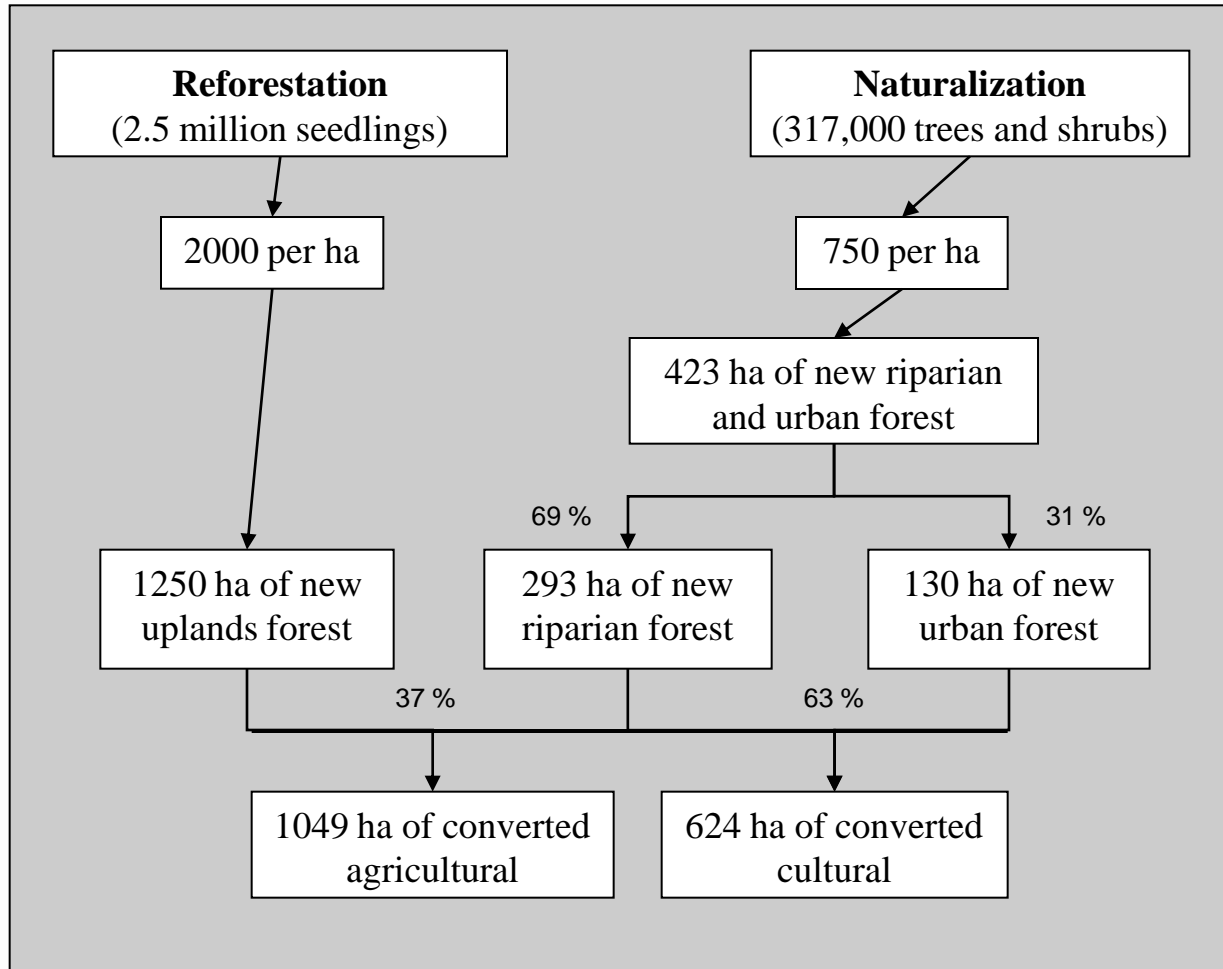 Reforestation
(2.5 million seedlings)
Naturalization
(317,000 trees and shrubs)
2000 per ha
750 per ha
423 ha of new riparian
and urban forest
69 %
31 %
1250 ha of new
uplands forest
293 ha of new
riparian forest
130 ha of new
urban forest
37 %
63 %
1049 ha of converted
agricultural
624 ha of converted
cultural